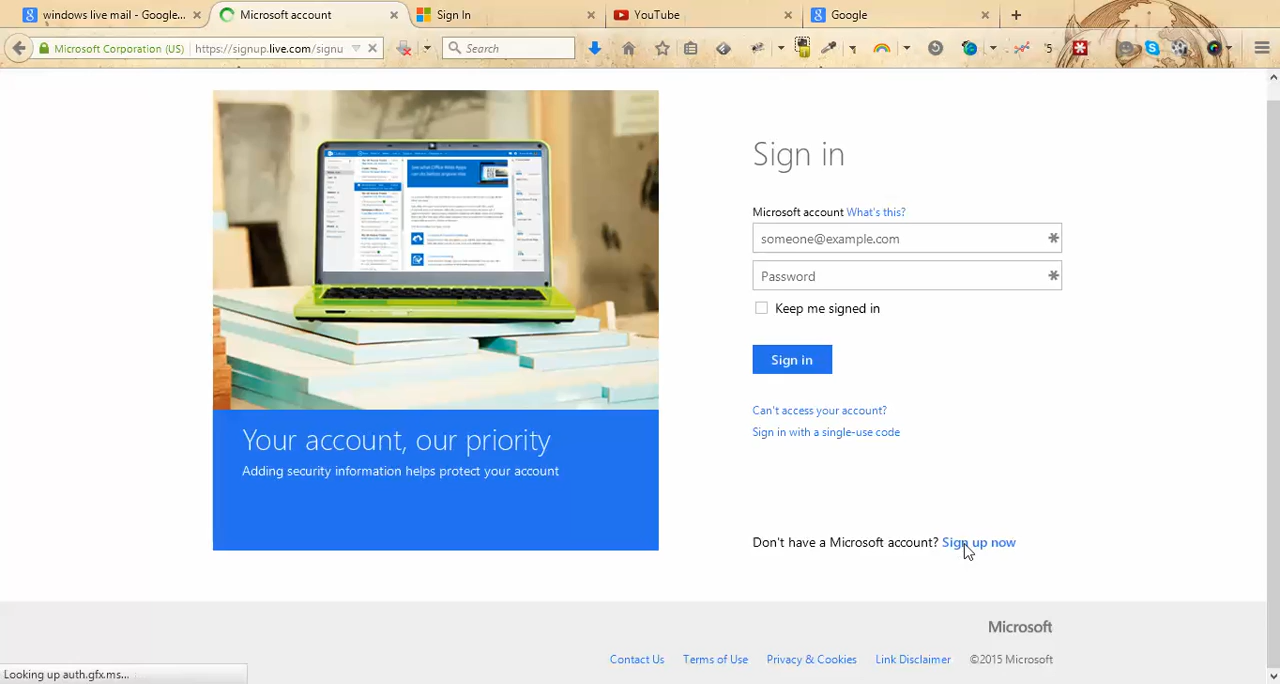 windows live mail - Google...
Microsoft account
Sign In
YouTube
Google
Microsoft Corporation (US)
https://signup.live.com/signu
Search
Sign in
Microsoft account What's this?
someone@example.com
Password
Keep me signed in
Sign in
Can't access your account?
Sign in with a single-use code
Your account, our priority
Adding security information helps protect your account
Don't have a Microsoft account? Sign up now
Microsoft
Contact Us
Terms of Use
Privacy & Cookies
Link Disclaimer
©2015 Microsoft
Looking up auth.gfx.ms...